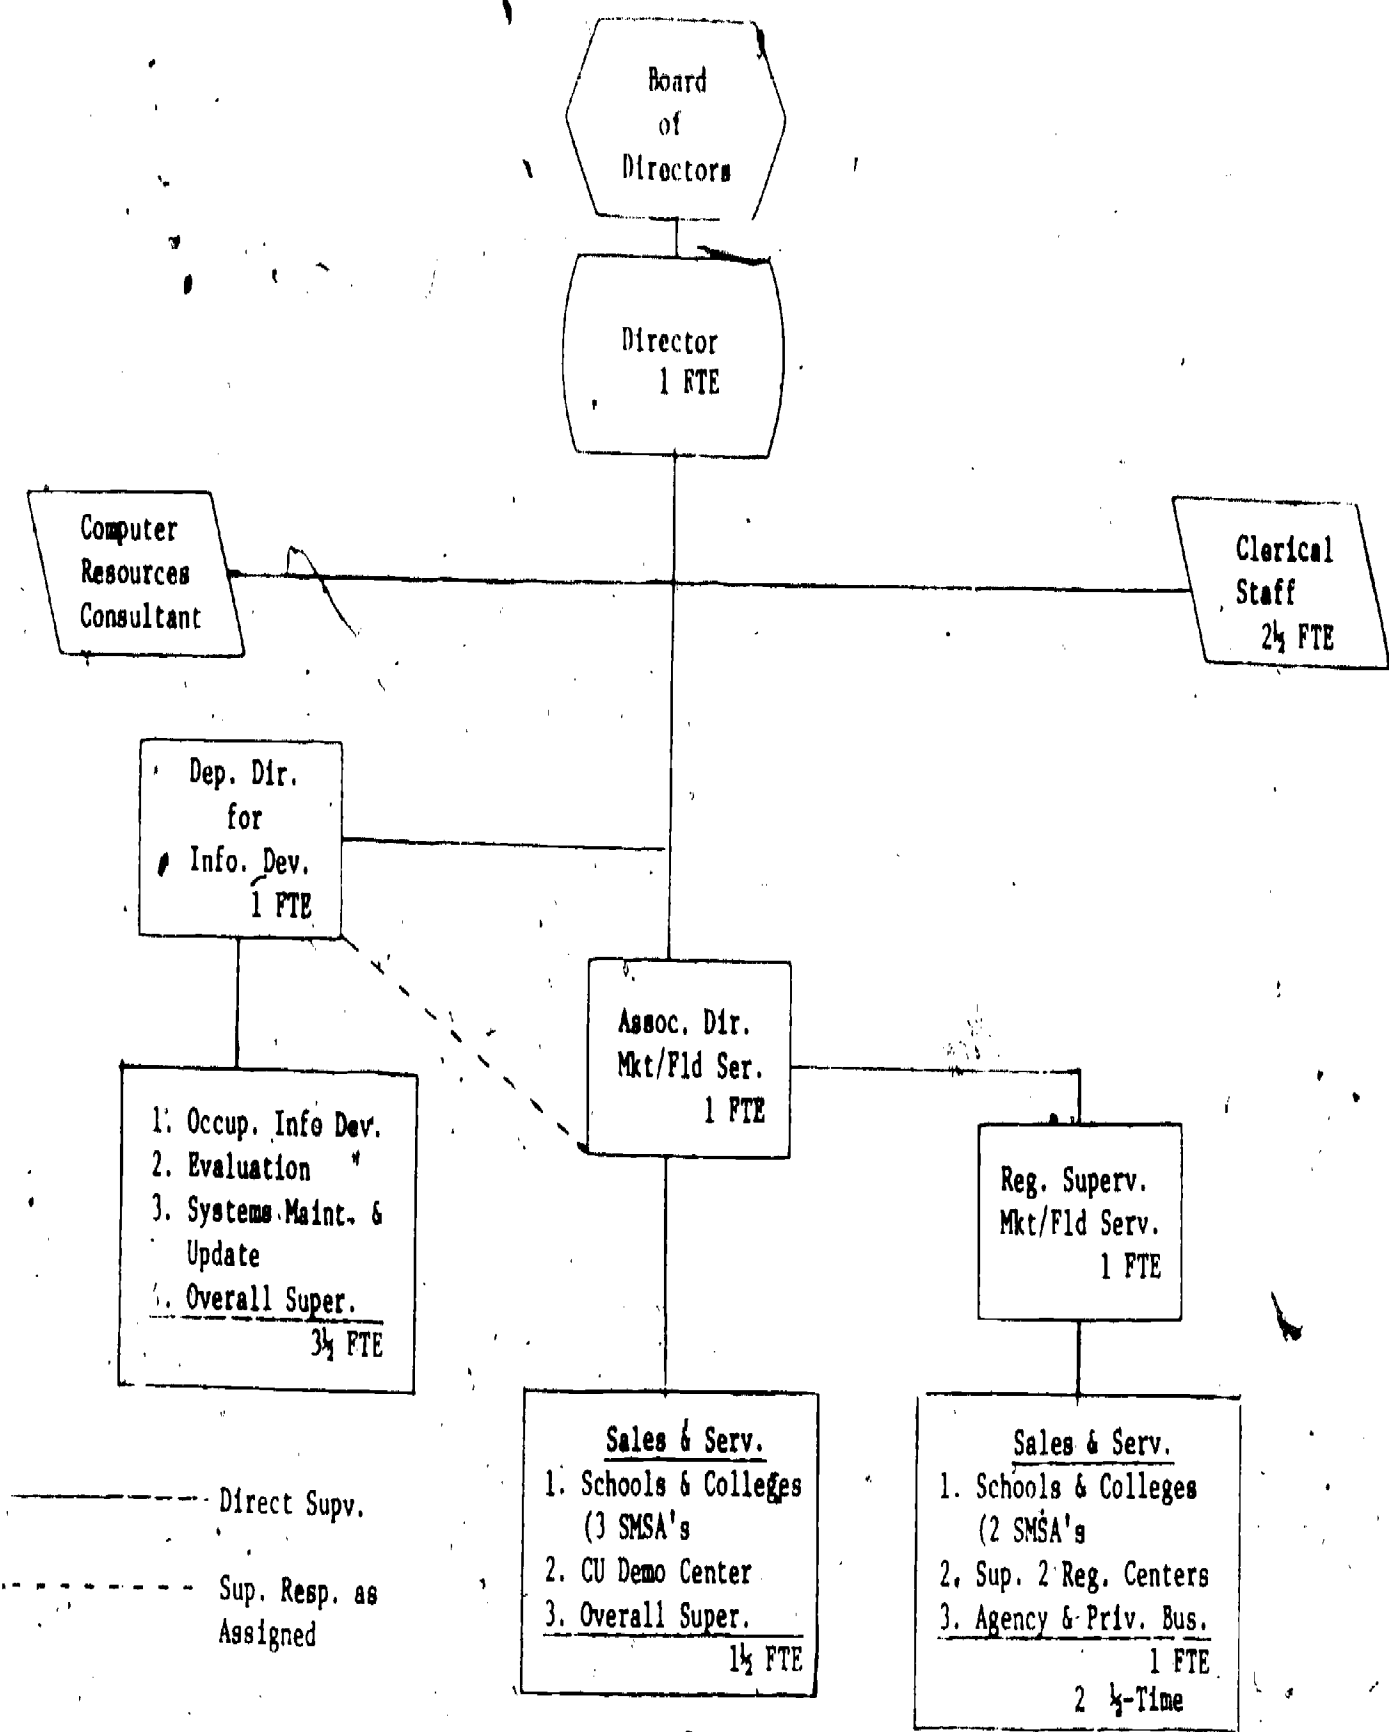 Board
of
Directors
Director
1 FTE
Computer
Resources
Consultant
Clerical
Staff
2½ FTE
Dep. Dir.
for
Info. Dev.
1 FTE
Assoc. Dir.
Mkt/Fld Ser.
1 FTE
1. Occup. Info Dev.
2. Evaluation
3. Systems Maint. &
Update
. Overall Super.
3½ FTE
Reg. Superv.
Mkt/Fld Serv.
1 FTE
Sales & Serv.
1. Schools & Colleges
(3 SMSA's
2. CU Demo Center
3. Overall Super.
1½ FTE
Sales & Serv.
1. Schools & Colleges
(2 SMSA's
2. Sup. 2 Reg. Centers
3. Agency & Priv. Bus.
1 FTE
2 ½-Time
Direct Supv.
Sup. Resp. as
Assigned